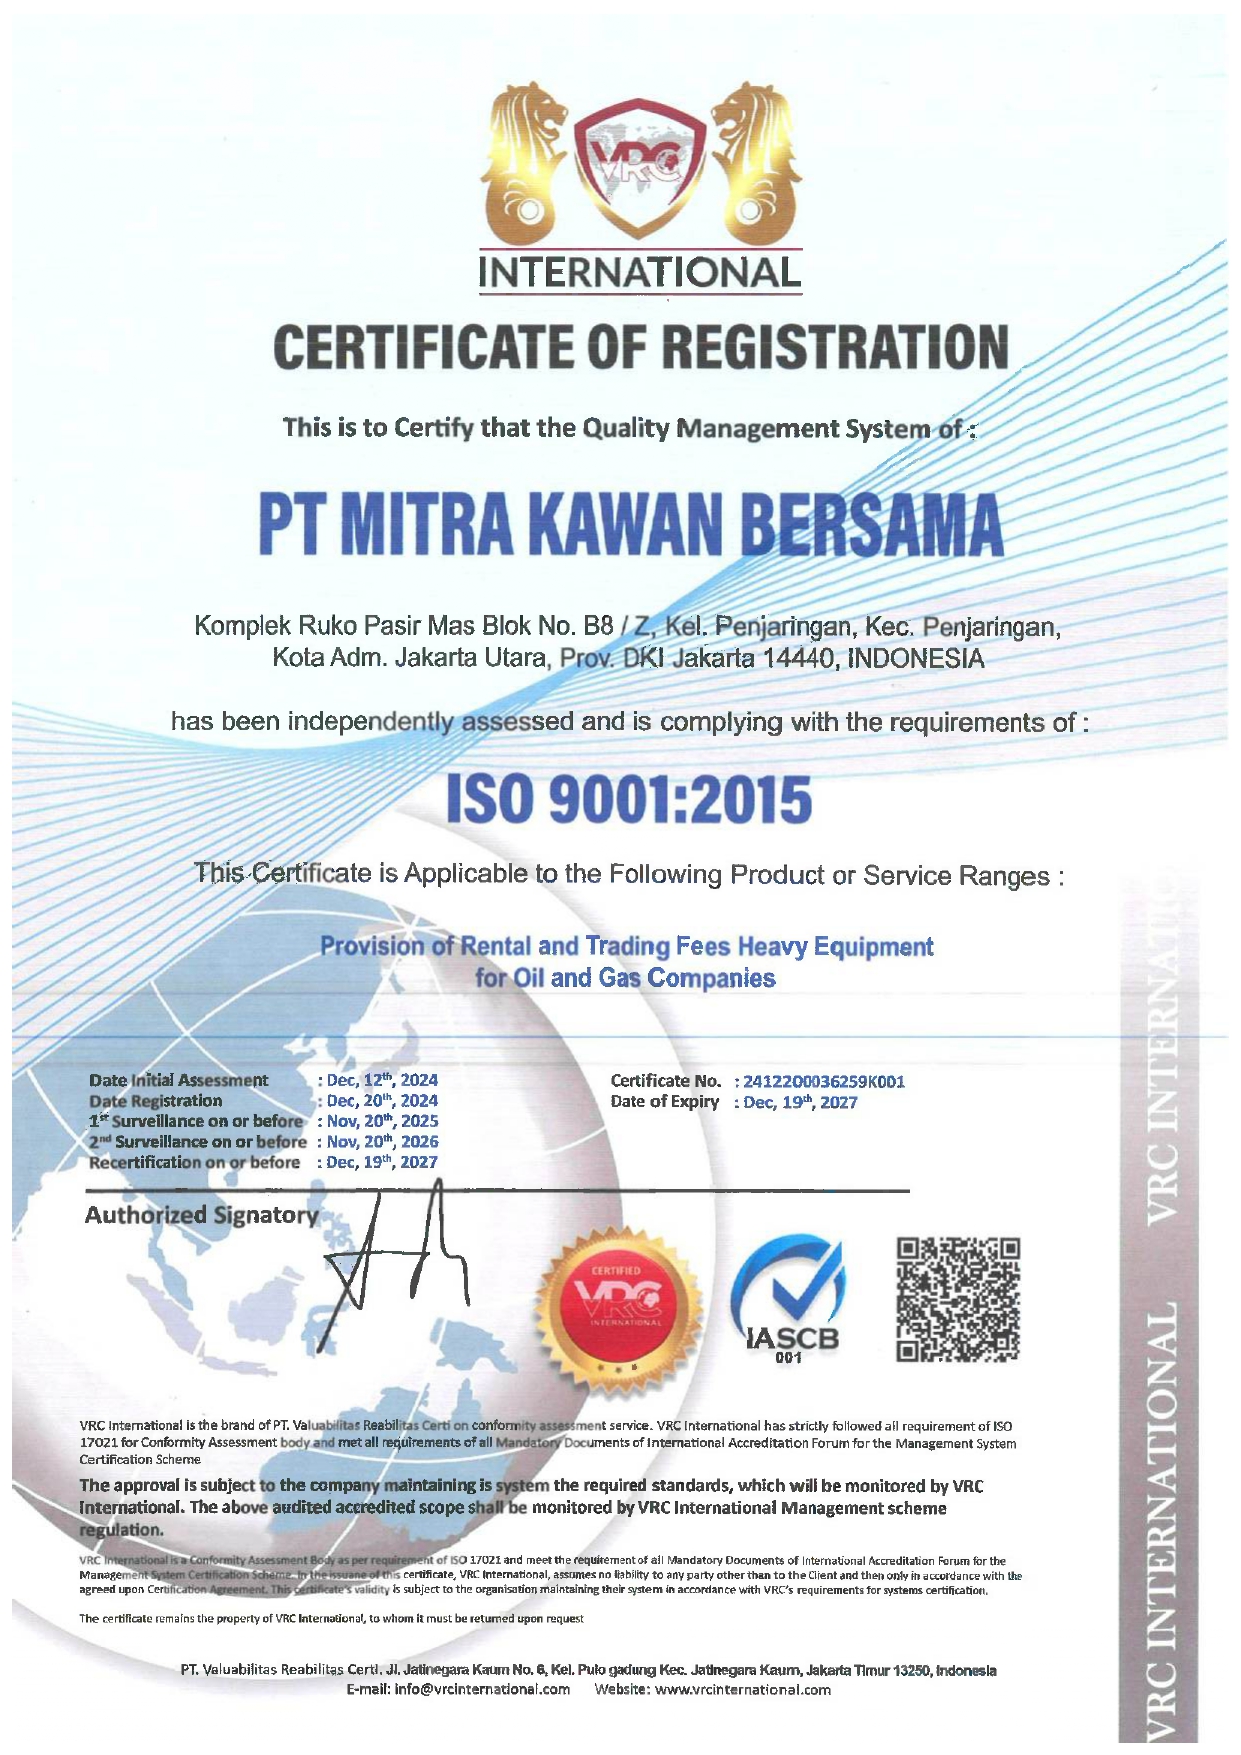 VRC
INTERNATIONAL
CERTIFICATE OF REGISTRATION
This is to Certify that the Quality Management System of :
PT MITRA KAWAN BERSAMA
Komplek Ruko Pasir Mas Blok No. B8 / Z, Kel. Penjaringan, Kec. Penjaringan,
Kota Adm. Jakarta Utara, Prov. DKI Jakarta 14440, INDONESIA
has been independently assessed and is complying with the requirements of :
ISO 9001:2015
This Certificate is Applicable to the Following Product or Service Ranges :
Provision of Rental and Trading Fees Heavy Equipment
for Oil and Gas Companies
Date Initial Assessment : Dec, 12th, 2024
Date Registration : Dec, 20th, 2024
1st Surveillance on or before : Nov, 20th, 2025
2nd Surveillance on or before : Nov, 20th, 2026
Recertification on or before : Dec, 19th, 2027
Certificate No. : 2412200036259K001
Date of Expiry : Dec, 19th, 2027
Authorized Signatory
CERTIFIED
VRC
INTERNATIONAL
IASCB
001
VRC International is the brand of PT. Valuabilitas Reabilitas Certi on conformity assessment service. VRC International has strictly followed all requirement of ISO
17021 for Conformity Assessment body and met all requirements of all Mandatory Documents of International Accreditation Forum for the Management System
Certification Scheme
The approval is subject to the company maintaining is system the required standards, which will be monitored by VRC
International. The above audited accredited scope shall be monitored by VRC International Management scheme
regulation.
VRC International is a Conformity Assessment Body as per requirement of ISO 17021 and meet the requirement of all Mandatory Documents of International Accreditation Forum for the
Management System Certification Scheme. In the issuane of this certificate, VRC International, assumes no liability to any party other than to the Client and then only in accordance with the
agreed upon Certification Agreement. This certificate's validity is subject to the organisation maintaining their system in accordance with VRC's requirements for systems certification.
The certificate remains the property of VRC International, to whom it must be returned upon request
PT. Valuabilitas Reabilitas Certi. Jl. Jatinegara Kaum No. 6, Kel. Pulo gadung Kec. Jatinegara Kaum, Jakarta Timur 13250, Indonesia
E-mail: info@vrcinternational.com Website: www.vrcinternational.com
VRC INTERNATIONAL
VRC INTERNATIO